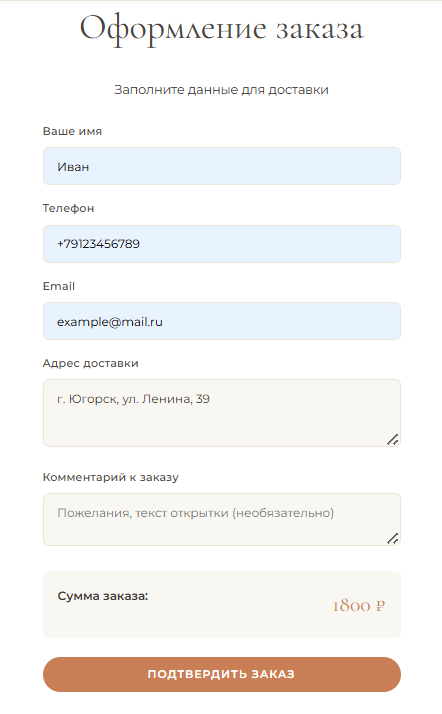 Оформление заказа
Заполните данные для доставки
Ваше имя
Иван
Телефон
+79123456789
Email
example@mail.ru
Адрес доставки
г. Югорск, ул. Ленина, 39
Комментарий к заказу
Пожелания, текст открытки (необязательно)
Сумма заказа:
1800 ₽
ПОДТВЕРДИТЬ ЗАКАЗ